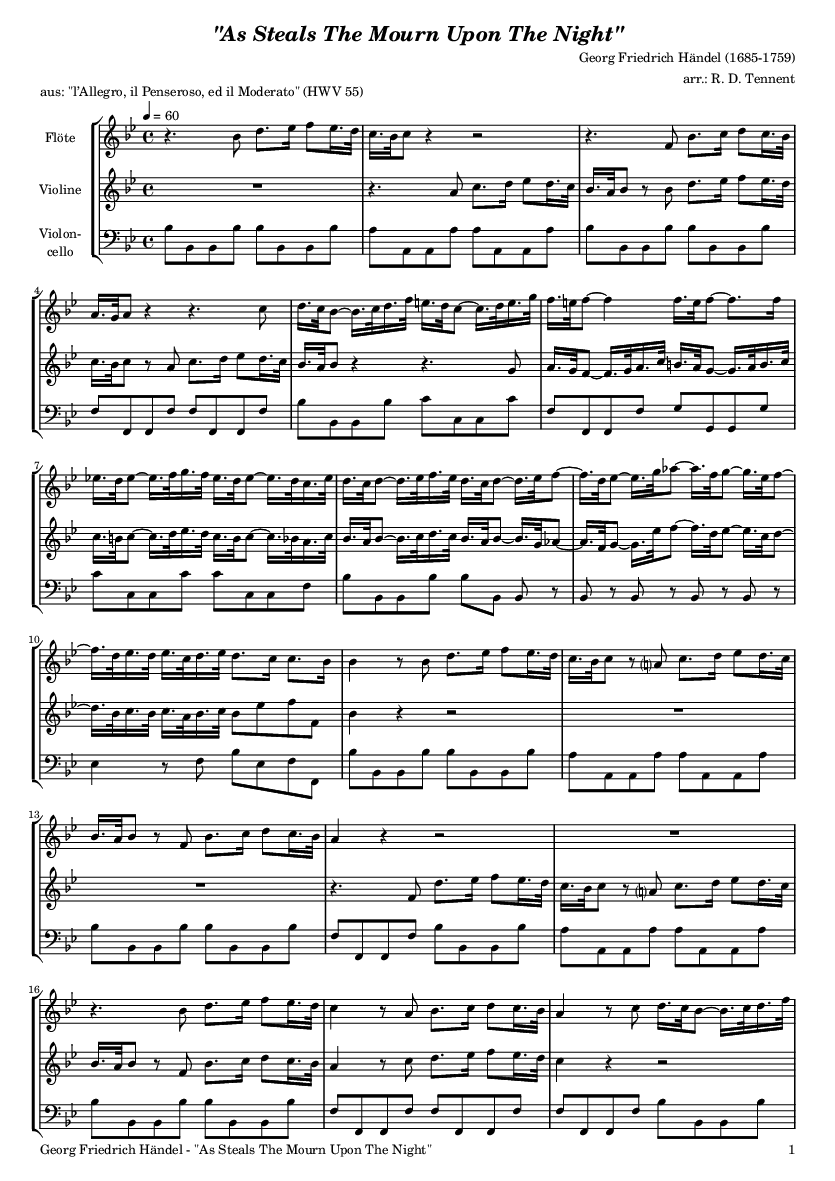 "As Steals The Mourn Upon The Night"
Georg Friedrich Händel (1685-1759)
arr.: R. D. Tennent
aus: "l'Allegro, il Penseroso, ed il Moderato" (HWV 55)
♩ = 60
Flöte
Violine
Violon-
cello
4
7
10
13
16
Georg Friedrich Händel - "As Steals The Mourn Upon The Night" 1